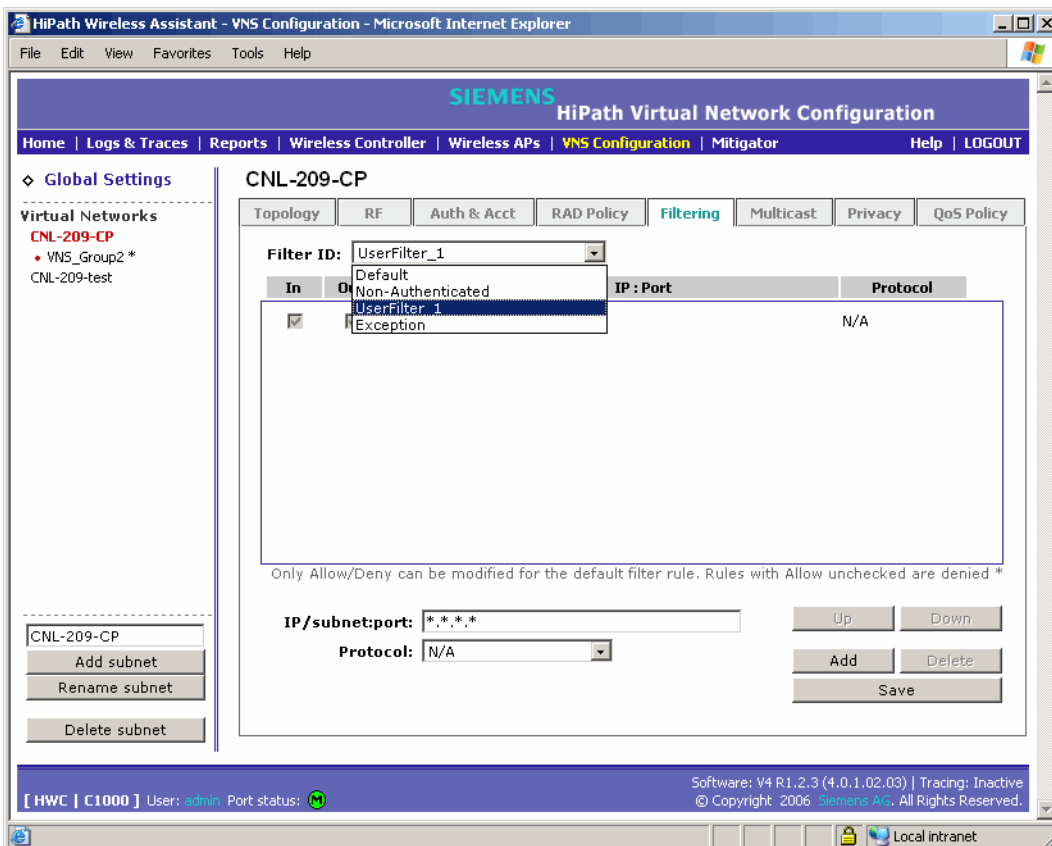 HiPath Wireless Assistant - VNS Configuration - Microsoft Internet Explorer
File Edit View Favorites Tools Help
SIEMENS
HiPath Virtual Network Configuration
Home | Logs & Traces | Reports | Wireless Controller | Wireless APs | VNS Configuration | Mitigator Help | LOGOUT
Global Settings
Virtual Networks
CNL-209-CP
VNS_Group2 *
CNL-209-test
CNL-209-CP
Topology RF Auth & Acct RAD Policy Filtering Multicast Privacy QoS Policy
Filter ID: UserFilter_1
Default
Non-Authenticated
UserFilter_1
Exception
In IP : Port Protocol
N/A
Only Allow/Deny can be modified for the default filter rule. Rules with Allow unchecked are denied *
IP/subnet:port: *.*.*.*
Protocol: N/A
Up Down
Add Delete
Save
CNL-209-CP
Add subnet
Rename subnet
Delete subnet
Software: V4 R1.2.3 (4.0.1.02.03) | Tracing: Inactive
[ HWC | C1000 ] User: admin Port status: M
© Copyright 2006 Siemens AG. All Rights Reserved.
Local intranet